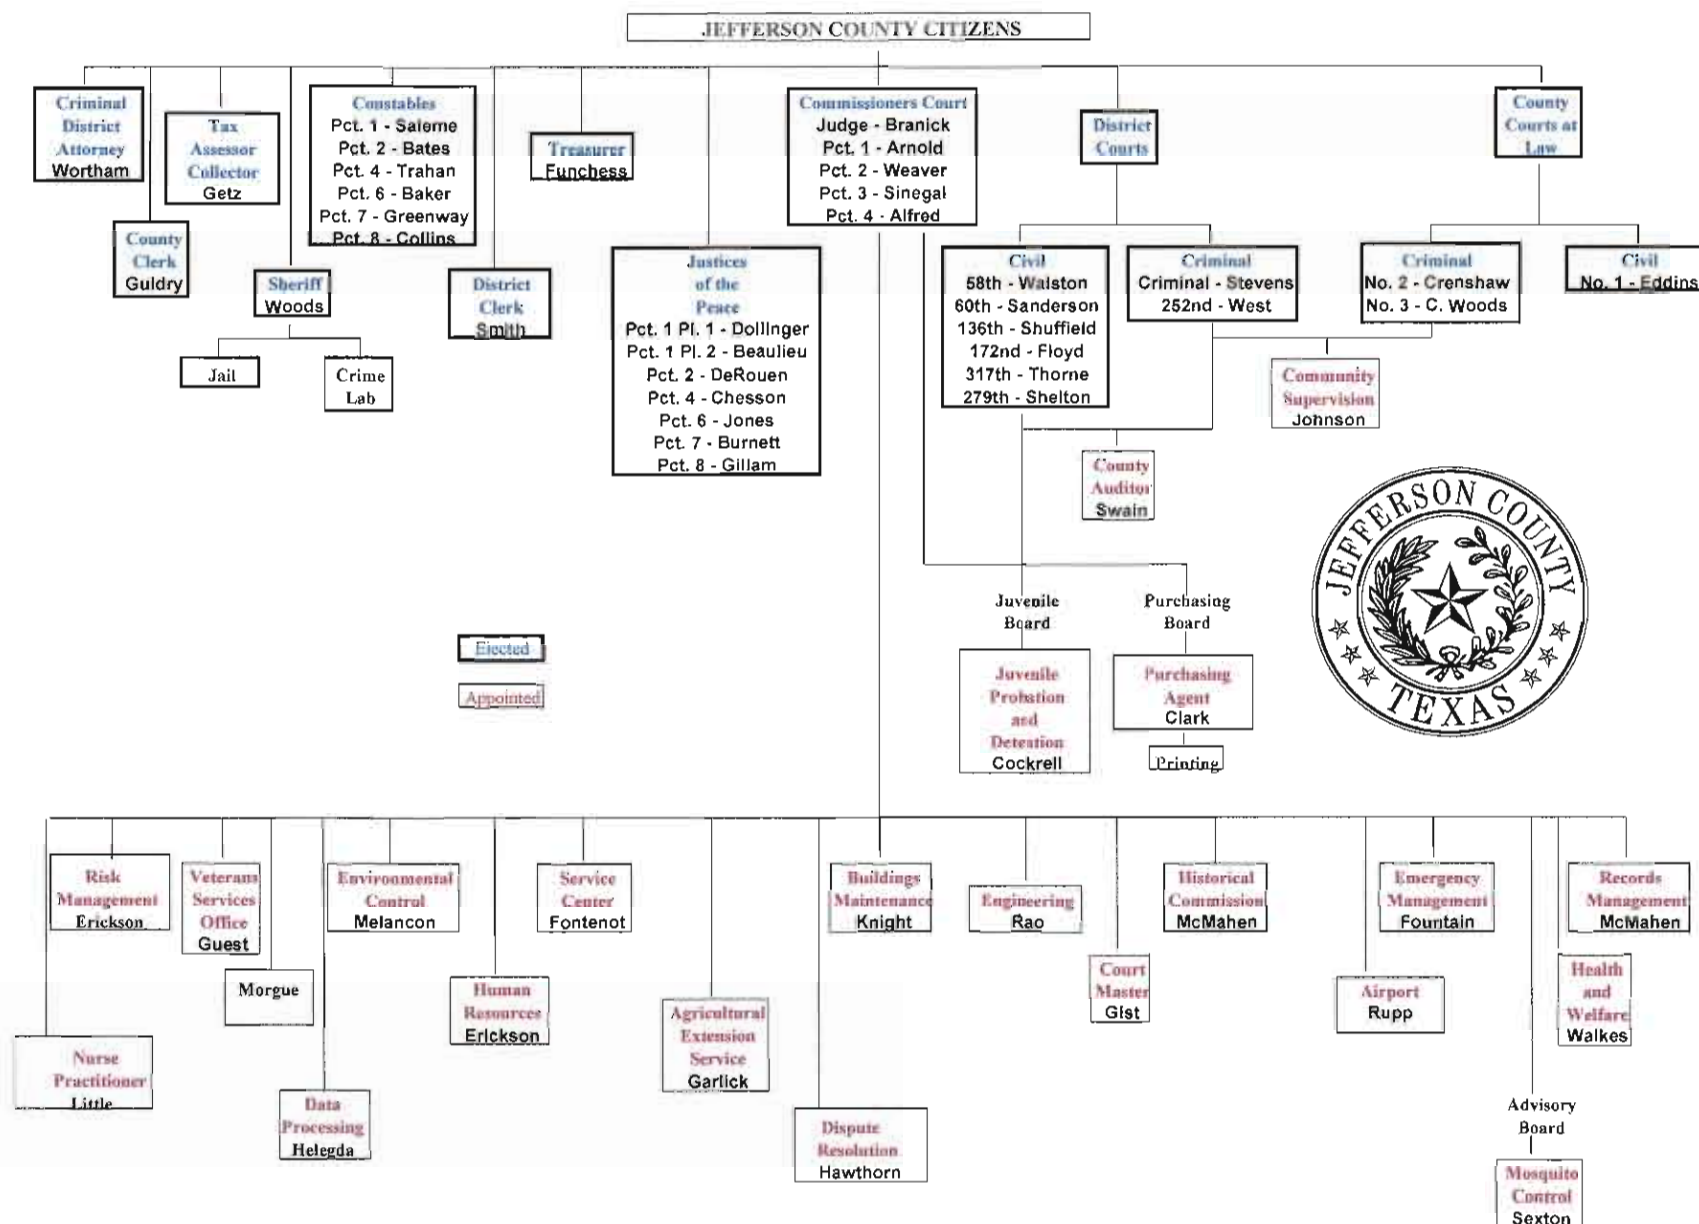 JEFFERSON COUNTY CITIZENS
Criminal
District
Attorney
Wortham
County
Clerk
Guldry
Tax
Assessor
Collector
Getz
Sheriff
Woods
Jail
Crime
Lab
Constables
Pct. 1 - Saleme
Pct. 2 - Bates
Pct. 4 - Trahan
Pct. 6 - Baker
Pct. 7 - Greenway
Pct. 8 - Collins
District
Clerk
Smith
Treasurer
Funchess
Justices
of the
Peace
Pct. 1 Pl. 1 - Dollinger
Pct. 1 Pl. 2 - Beaulieu
Pct. 2 - DeRouen
Pct. 4 - Chesson
Pct. 6 - Jones
Pct. 7 - Burnett
Pct. 8 - Gillam
Commissioners Court
Judge - Branick
Pct. 1 - Arnold
Pct. 2 - Weaver
Pct. 3 - Sinegal
Pct. 4 - Alfred
District
Courts
Civil
58th - Walston
60th - Sanderson
136th - Shuffield
172nd - Floyd
317th - Thorne
279th - Shelton
Criminal
Criminal - Stevens
252nd - West
County
Courts at
Law
Criminal
No. 2 - Crenshaw
No. 3 - C. Woods
Civil
No. 1 - Eddins
Community
Supervision
Johnson
County
Auditor
Swain
Juvenile
Board
Juvenile
Probation
and
Detention
Cockrell
Purchasing
Board
Purchasing
Agent
Clark
Printing
JEFFERSON COUNTY
TEXAS
Elected
Appointed
Risk
Management
Erickson
Veterans
Services
Office
Guest
Environmental
Control
Melancon
Service
Center
Fontenot
Buildings
Maintenance
Knight
Engineering
Rao
Historical
Commission
McMahen
Emergency
Management
Fountain
Records
Management
McMahen
Morgue
Human
Resources
Erickson
Agricultural
Extension
Service
Garlick
Court
Master
Gist
Airport
Rupp
Health
and
Welfare
Walkes
Nurse
Practitioner
Little
Data
Processing
Helegda
Dispute
Resolution
Hawthorn
Advisory
Board
Mosquito
Control
Sexton